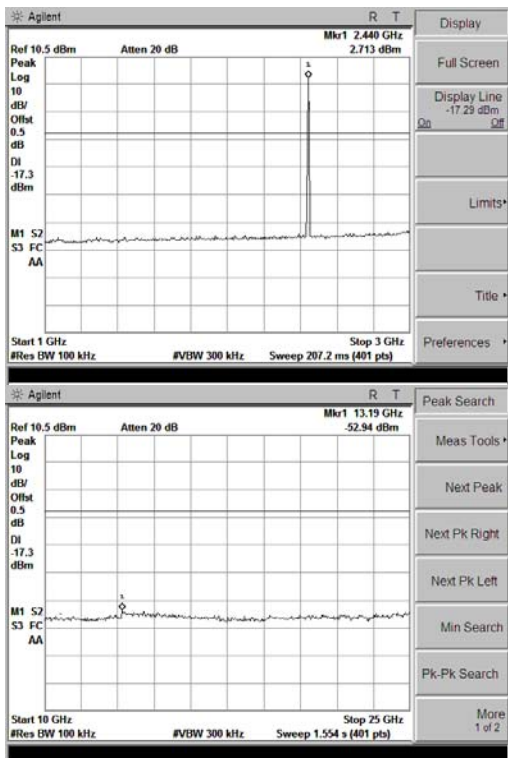 Agilent R T
Mkr1 2.440 GHz
Ref 10.5 dBm Atten 20 dB 2.713 dBm
Peak
Log
10
dB/
Offst
0.5
dB
DI
-17.3
dBm
1
M1 S2
S3 FC
AA
Start 1 GHz Stop 3 GHz
#Res BW 100 kHz #VBW 300 kHz Sweep 207.2 ms (401 pts)
Display
Full Screen
Display Line
-17.29 dBm
On Off
Limits
Title
Preferences
Agilent R T
Mkr1 13.19 GHz
Ref 10.5 dBm Atten 20 dB -52.94 dBm
Peak
Log
10
dB/
Offst
0.5
dB
DI
-17.3
dBm
1
M1 S2
S3 FC
AA
Start 10 GHz Stop 25 GHz
#Res BW 100 kHz #VBW 300 kHz Sweep 1.554 s (401 pts)
Peak Search
Meas Tools
Next Peak
Next Pk Right
Next Pk Left
Min Search
Pk-Pk Search
More
1 of 2